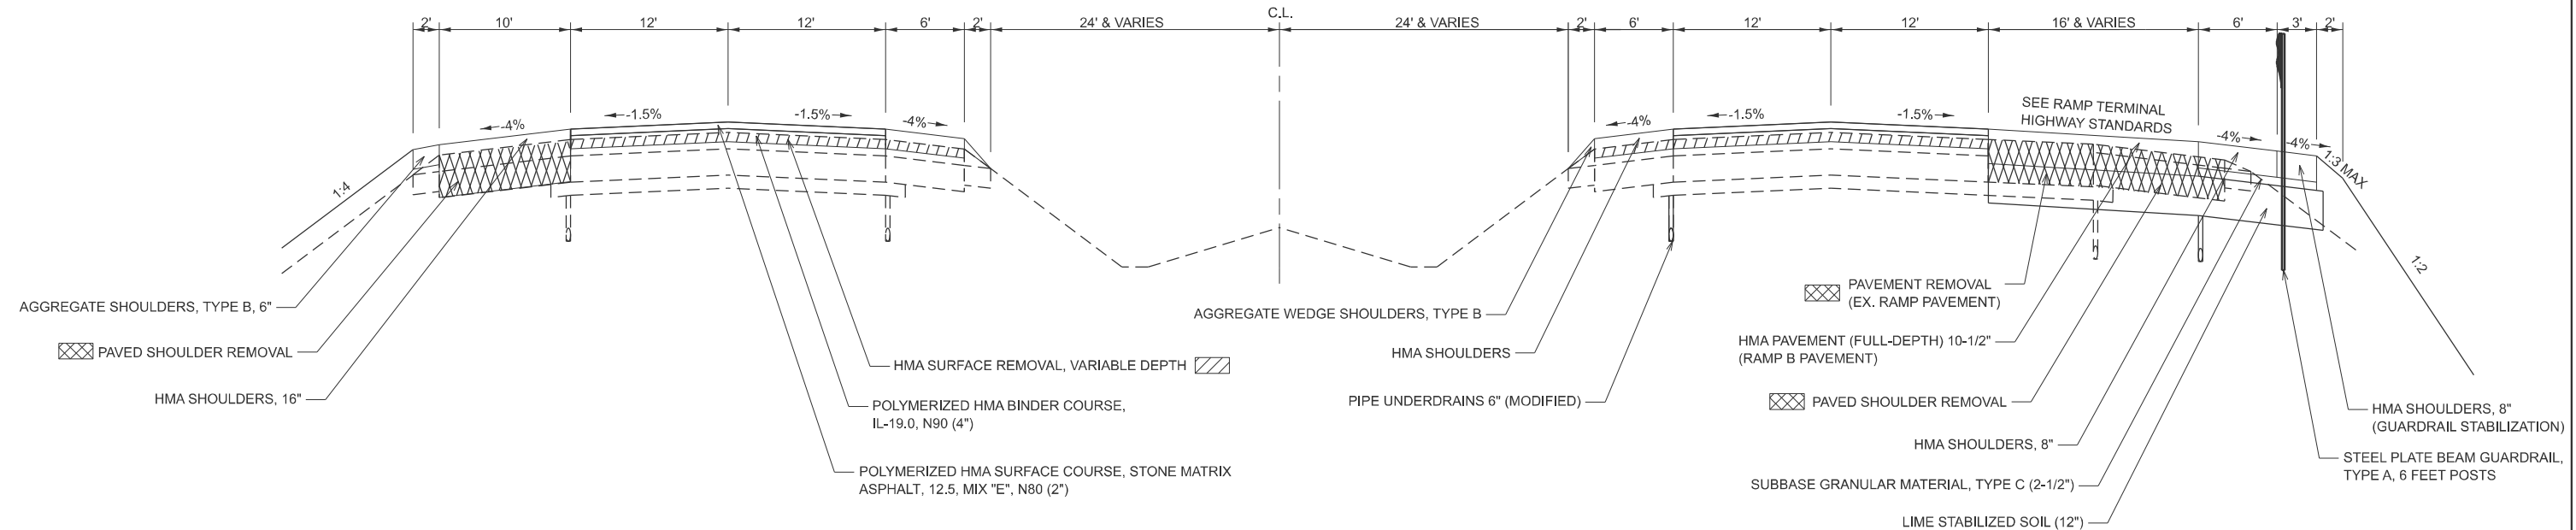 C.L.
2' 10' 12' 12' 6' 2' 24' & VARIES 24' & VARIES 2' 6' 12' 12' 16' & VARIES 6' 3' 2'
-4% -1.5% -1.5% -4%
-4% -1.5% -1.5%
SEE RAMP TERMINAL
HIGHWAY STANDARDS
-4% -4%
1:4
1:3 MAX
1:2
AGGREGATE SHOULDERS, TYPE B, 6"
PAVED SHOULDER REMOVAL
HMA SHOULDERS, 16"
HMA SURFACE REMOVAL, VARIABLE DEPTH
POLYMERIZED HMA BINDER COURSE,
IL-19.0, N90 (4")
POLYMERIZED HMA SURFACE COURSE, STONE MATRIX
ASPHALT, 12.5, MIX "E", N80 (2")
AGGREGATE WEDGE SHOULDERS, TYPE B
HMA SHOULDERS
PIPE UNDERDRAINS 6" (MODIFIED)
PAVEMENT REMOVAL
(EX. RAMP PAVEMENT)
HMA PAVEMENT (FULL-DEPTH) 10-1/2"
(RAMP B PAVEMENT)
PAVED SHOULDER REMOVAL
HMA SHOULDERS, 8"
SUBBASE GRANULAR MATERIAL, TYPE C (2-1/2")
LIME STABILIZED SOIL (12")
HMA SHOULDERS, 8"
(GUARDRAIL STABILIZATION)
STEEL PLATE BEAM GUARDRAIL,
TYPE A, 6 FEET POSTS